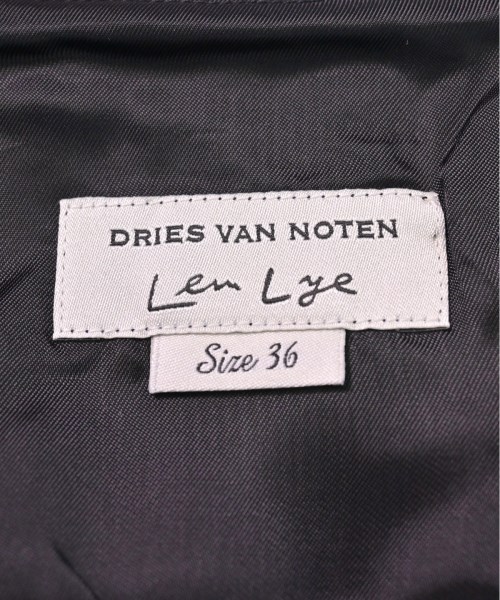 DRIES VAN NOTEN
Len Lye
Size 36